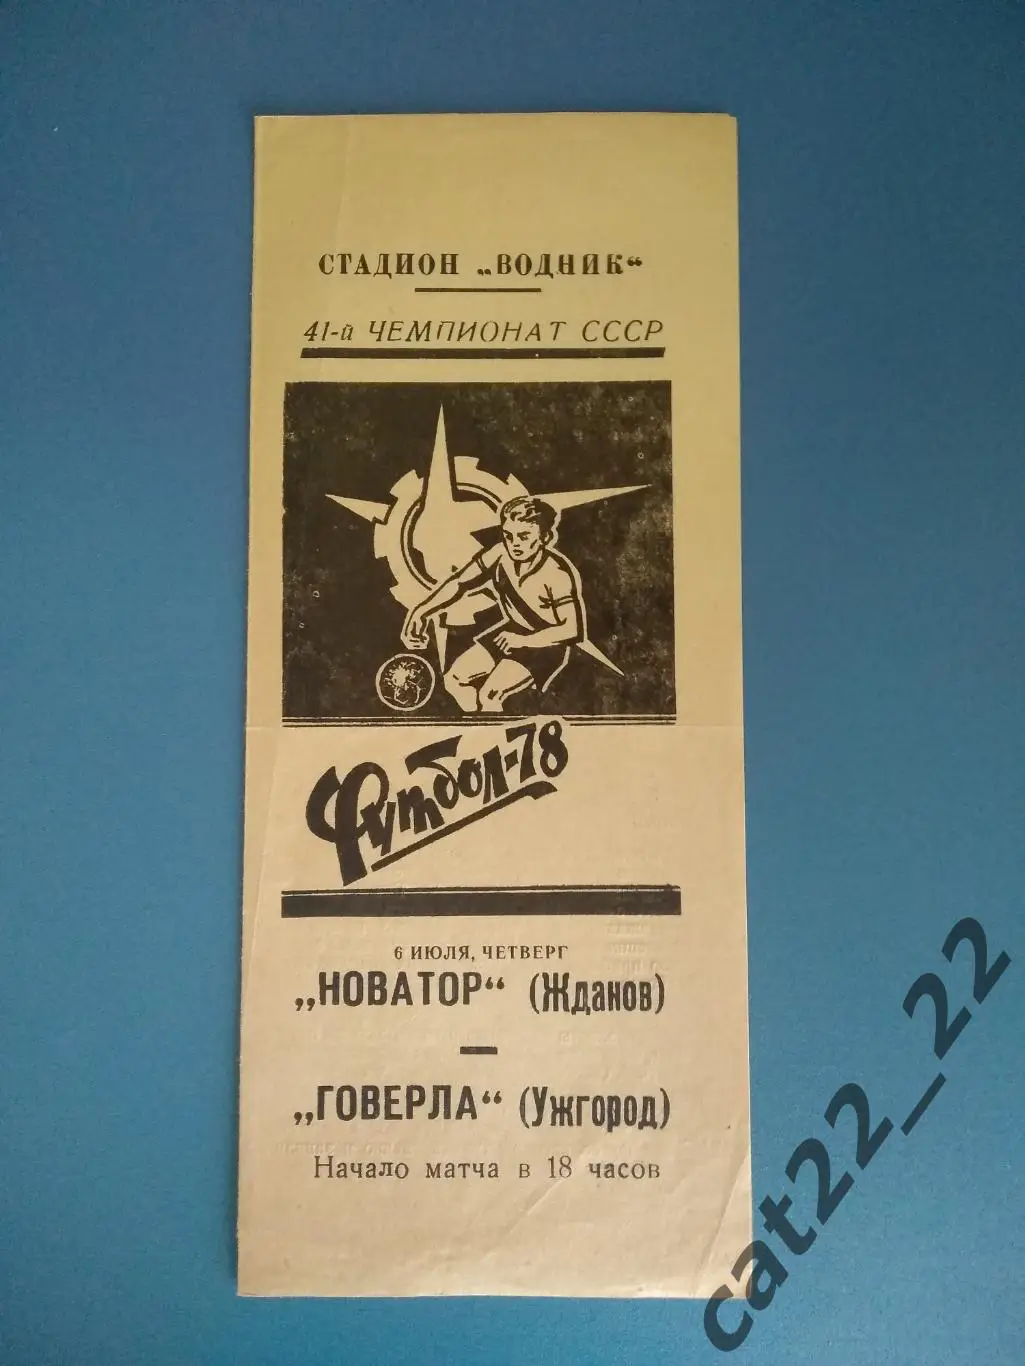 СТАДИОН „ВОДНИК“
41-й ЧЕМПИОНАТ СССР
Футбол-78
6 ИЮЛЯ, ЧЕТВЕРГ
„НОВАТОР“ (Жданов)
—
„ГОВЕРЛА“ (Ужгород)
Начало матча в 18 часов
cat22_22